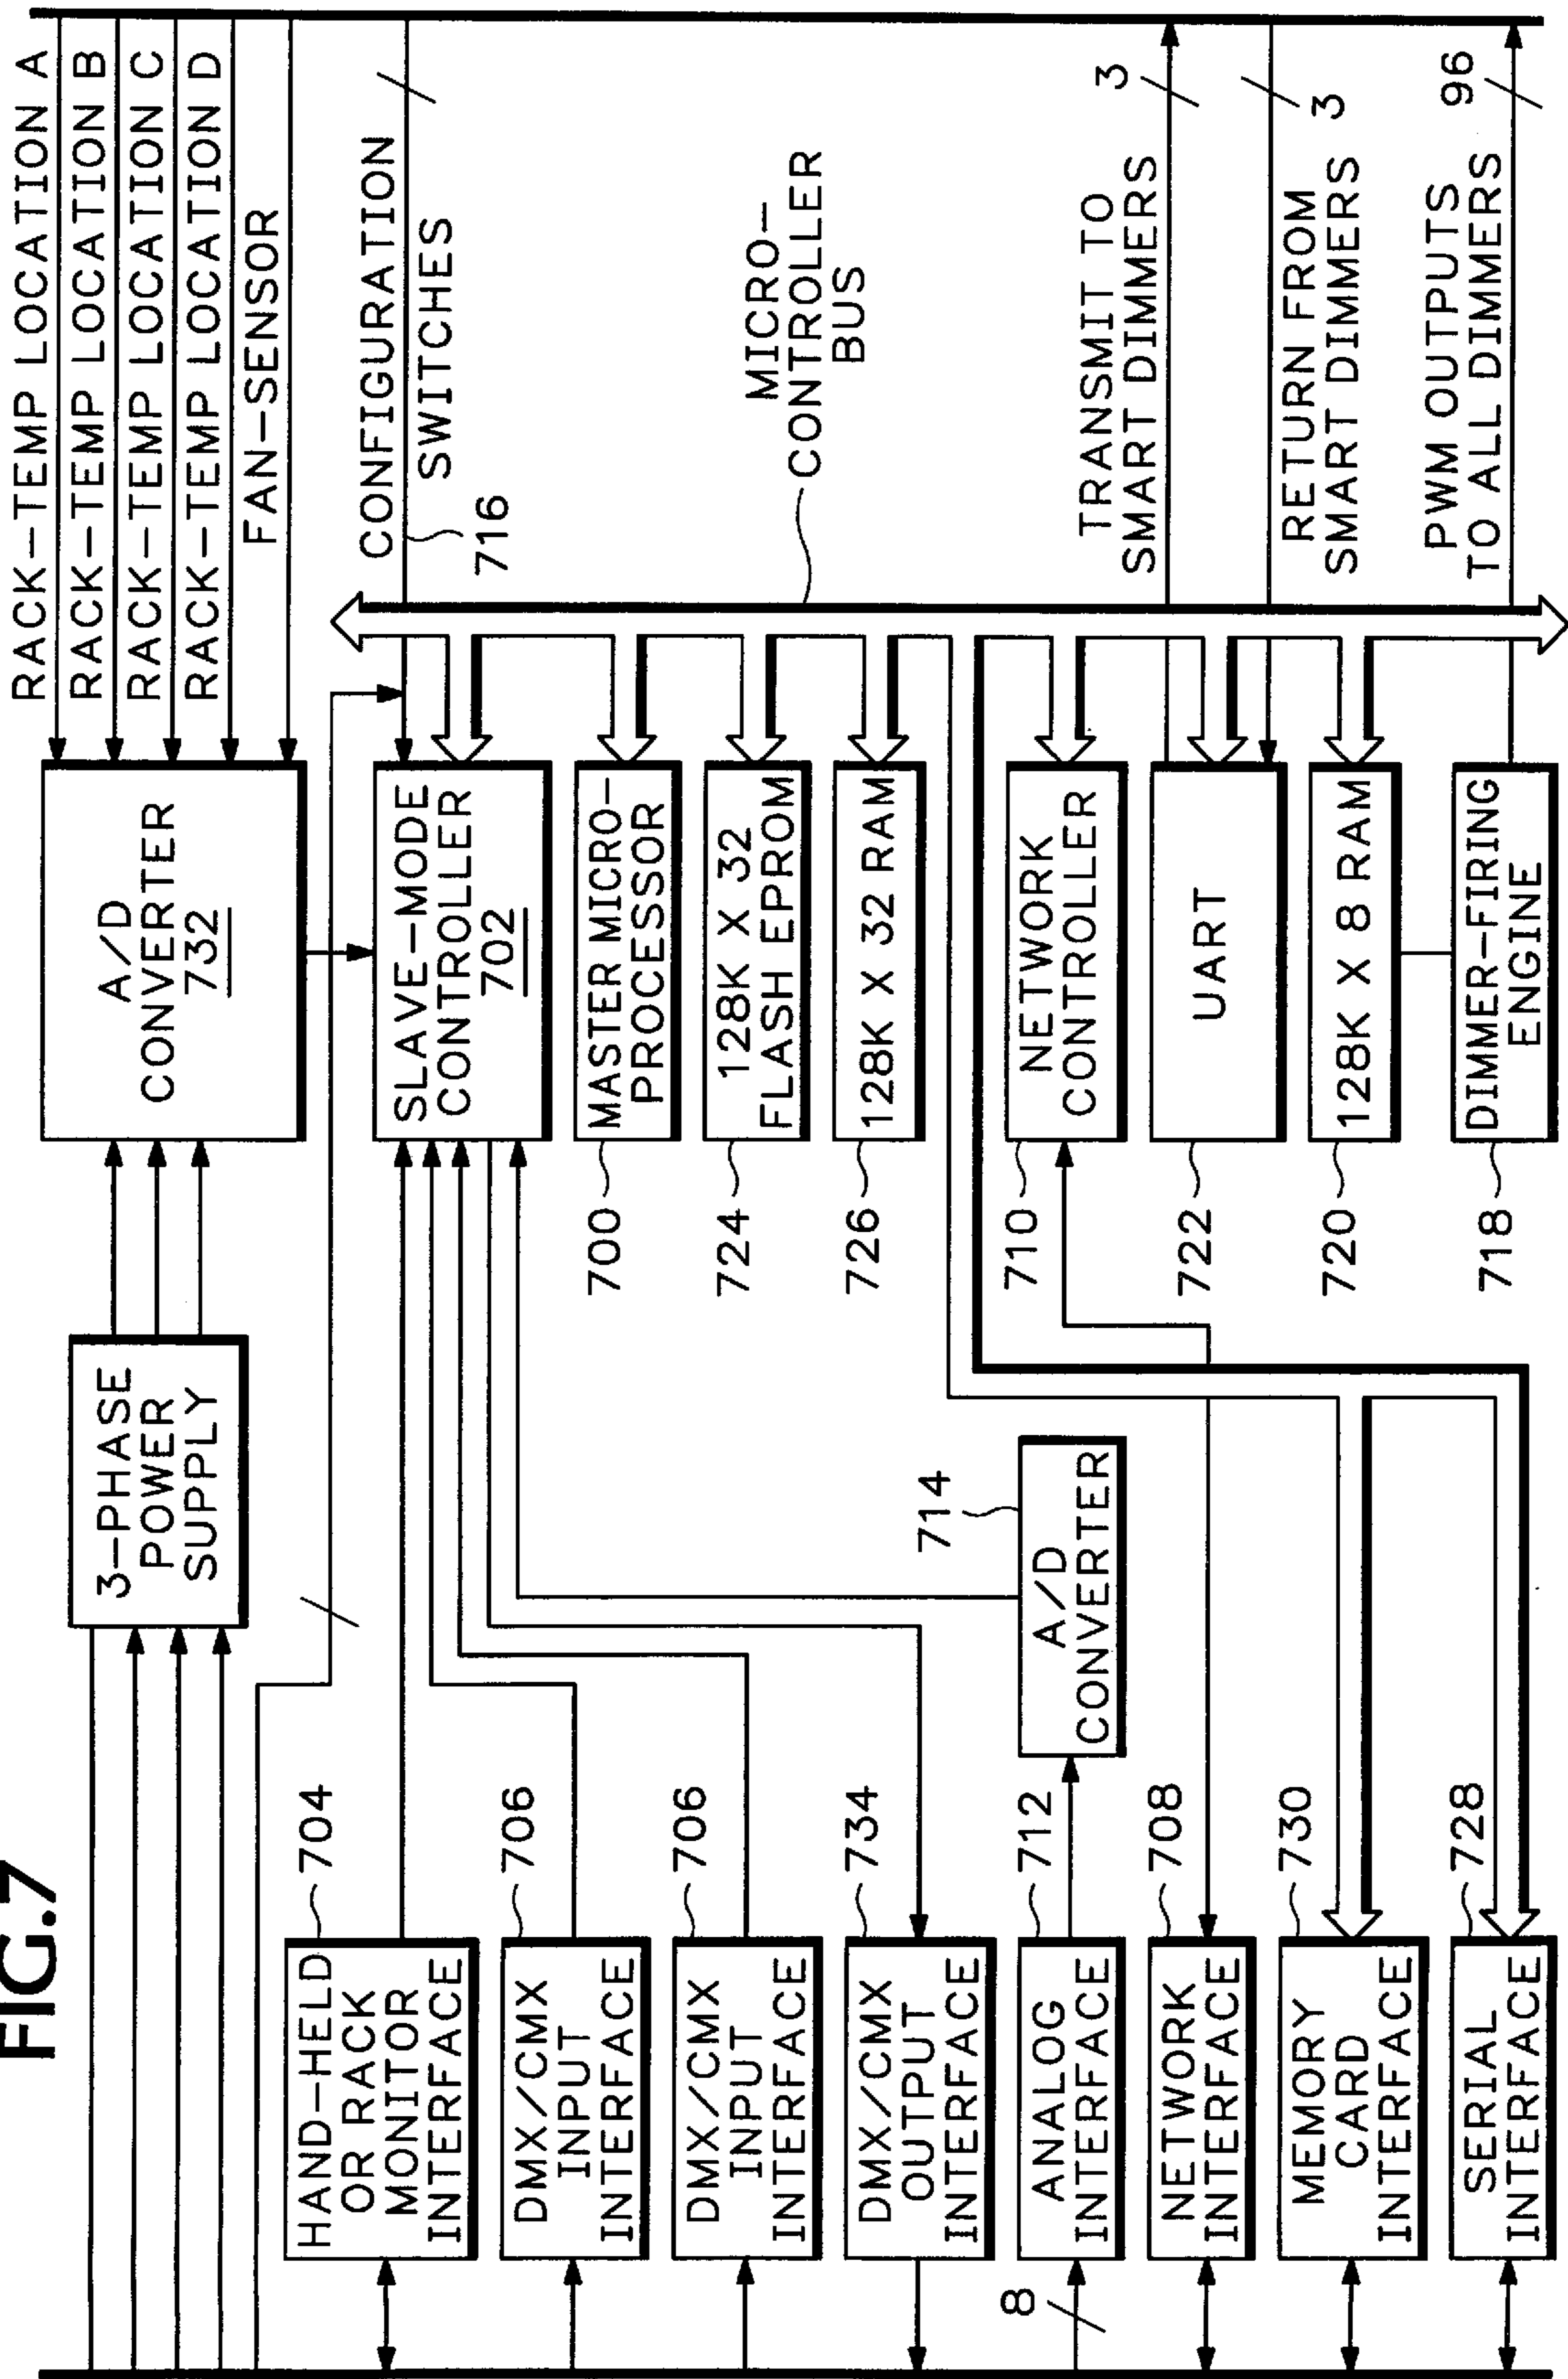 FIG.7
3-PHASE
POWER
SUPPLY
A/D
CONVERTER
732
RACK-TEMP LOCATION A
RACK-TEMP LOCATION B
RACK-TEMP LOCATION C
RACK-TEMP LOCATION D
FAN-SENSOR
HAND-HELD
OR RACK
MONITOR
INTERFACE
704
SLAVE-MODE
CONTROLLER
702
CONFIGURATION
SWITCHES
716
DMX/CMX
INPUT
INTERFACE
706
MASTER MICRO-
PROCESSOR
700
DMX/CMX
INPUT
INTERFACE
706
128K X 32
FLASH EPROM
724
MICRO-
CONTROLLER
BUS
DMX/CMX
OUTPUT
INTERFACE
734
128K X 32 RAM
726
8
ANALOG
INTERFACE
712
A/D
CONVERTER
714
NETWORK
CONTROLLER
710
NETWORK
INTERFACE
708
UART
722
TRANSMIT TO
SMART DIMMERS
3
MEMORY
CARD
INTERFACE
730
128K X 8 RAM
720
RETURN FROM
SMART DIMMERS
3
SERIAL
INTERFACE
728
DIMMER-FIRING
ENGINE
718
PWM OUTPUTS
TO ALL DIMMERS
96